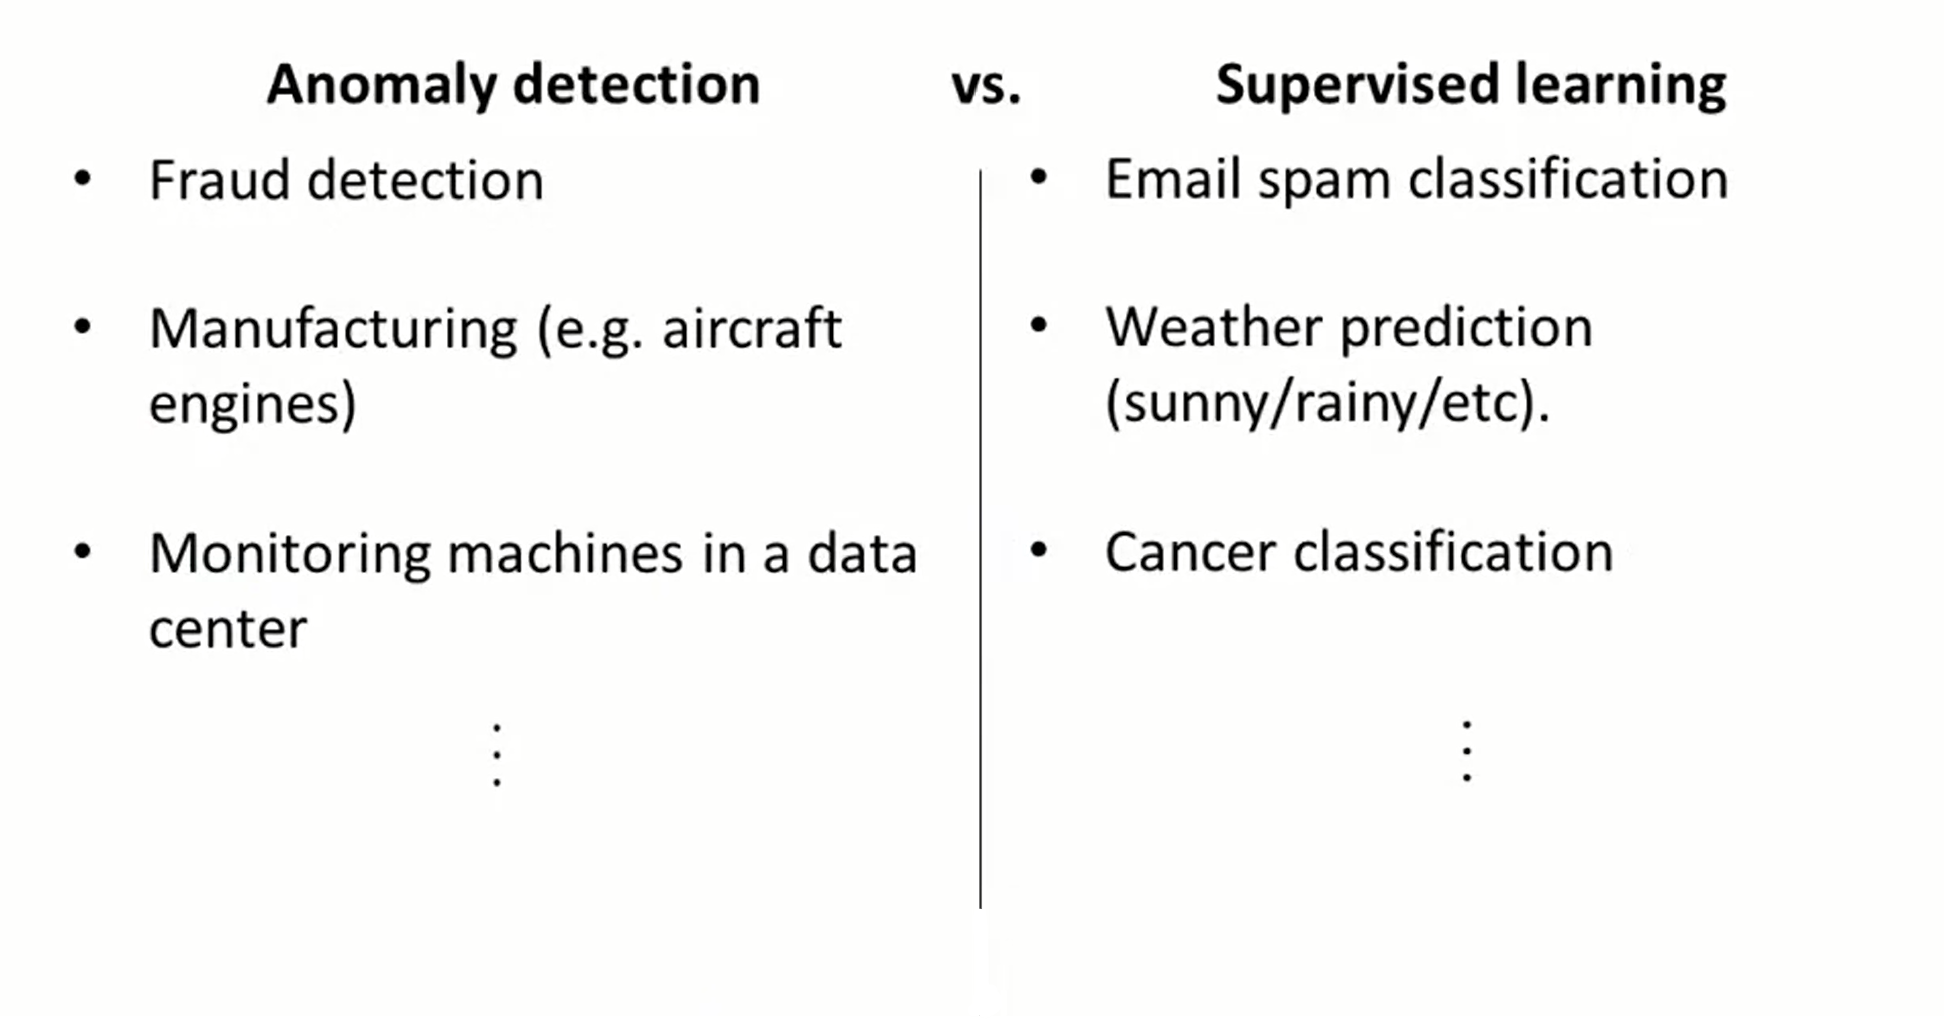 Anomaly detection vs. Supervised learning
• Fraud detection
• Manufacturing (e.g. aircraft
engines)
• Monitoring machines in a data
center
⋮
• Email spam classification
• Weather prediction
(sunny/rainy/etc).
• Cancer classification
⋮